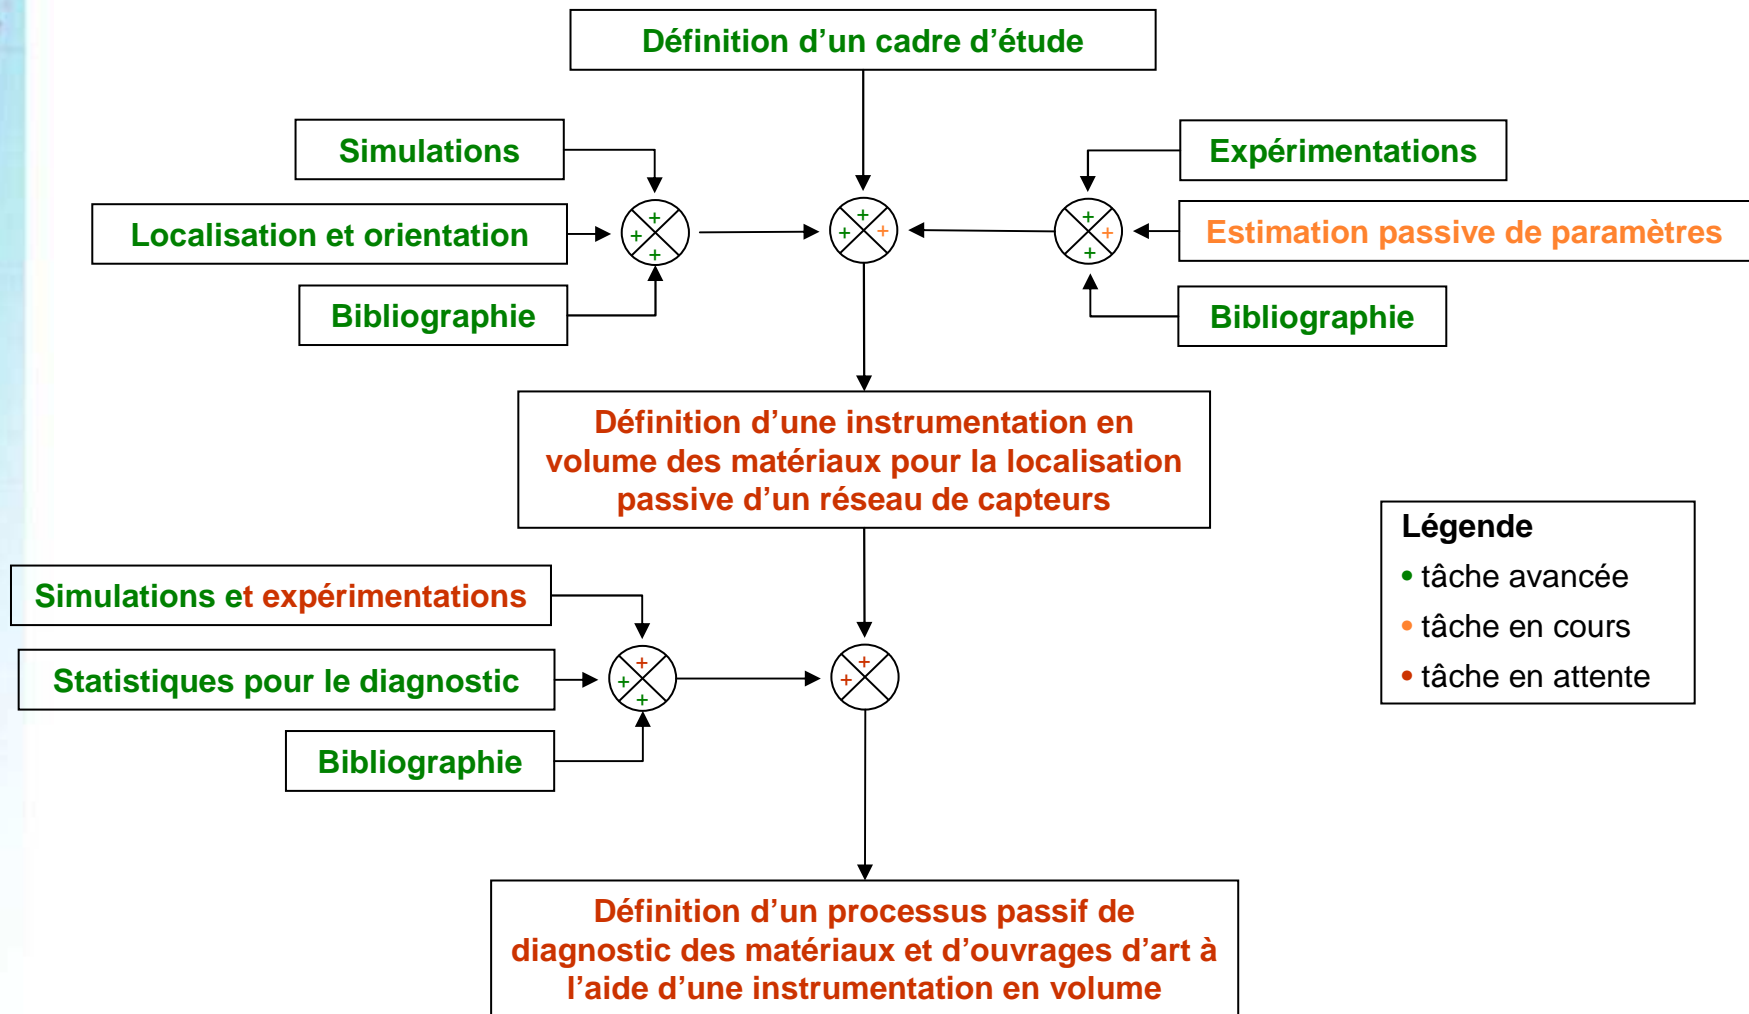 Définition d’un cadre d’étude
Simulations
Expérimentations
Localisation et orientation
Estimation passive de paramètres
Bibliographie
Bibliographie
+ + +
+ + +
+ + +
Définition d’une instrumentation en
volume des matériaux pour la localisation
passive d’un réseau de capteurs
Légende
• tâche avancée
• tâche en cours
• tâche en attente
Simulations et expérimentations
Statistiques pour le diagnostic
Bibliographie
+ + +
+ +
Définition d’un processus passif de
diagnostic des matériaux et d’ouvrages d’art à
l’aide d’une instrumentation en volume